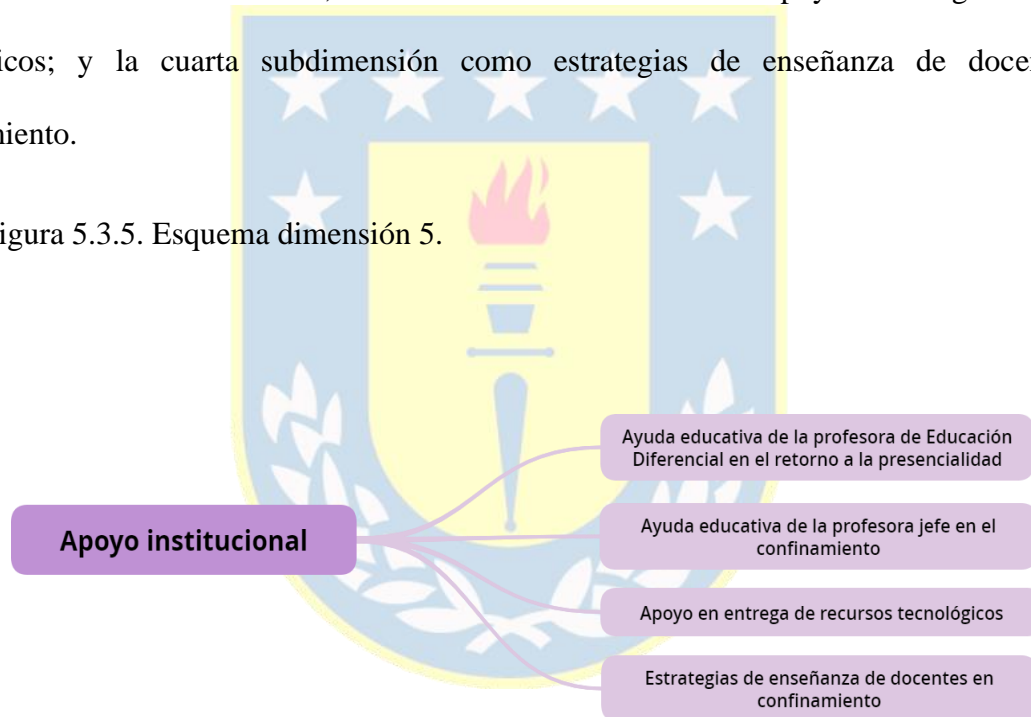 icos; y la cuarta subdimensión como estrategias de enseñanza de
miento.
igura 5.3.5. Esquema dimensión 5.
Ayuda educativa de la profesora de Educación
Diferencial en el retorno a la presencialidad
Apoyo institucional
Ayuda educativa de la profesora jefe en el
confinamiento
Apoyo en entrega de recursos tecnológicos
Estrategias de enseñanza de docentes en
confinamiento